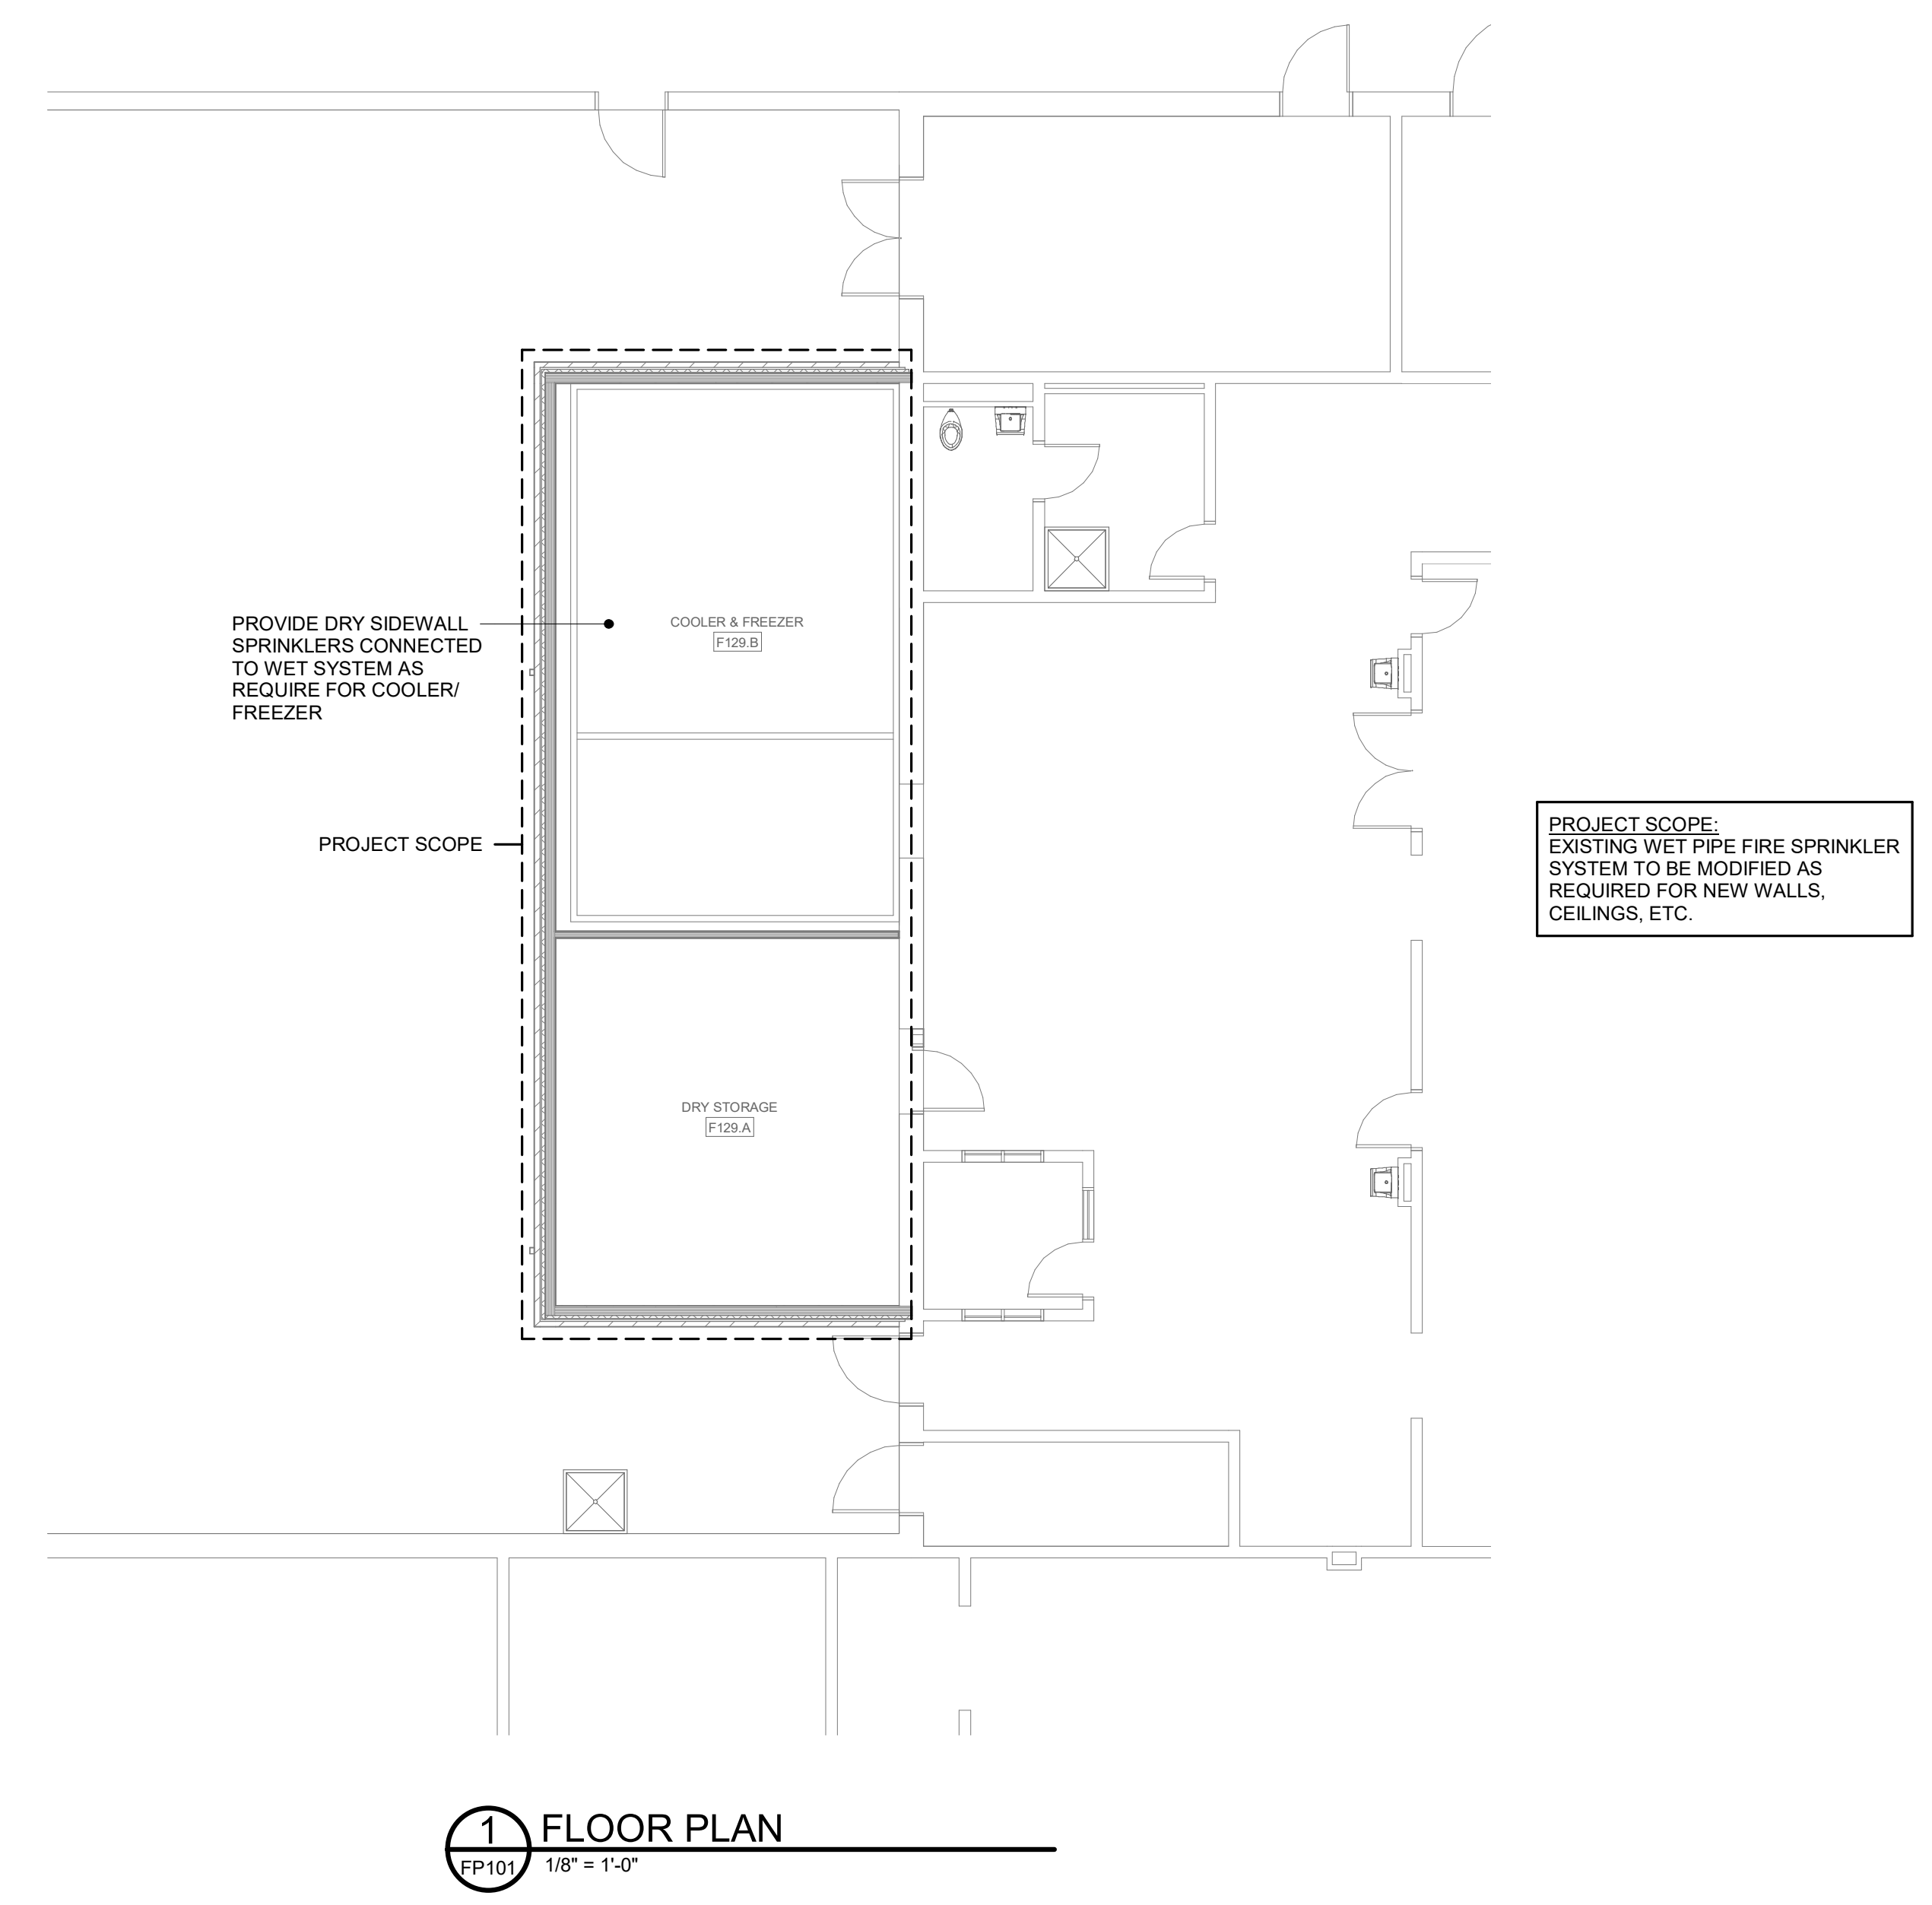 COOLER & FREEZER
F129.B
PROVIDE DRY SIDEWALL
SPRINKLERS CONNECTED
TO WET SYSTEM AS
REQUIRE FOR COOLER/
FREEZER
PROJECT SCOPE
PROJECT SCOPE:
EXISTING WET PIPE FIRE SPRINKLER
SYSTEM TO BE MODIFIED AS
REQUIRED FOR NEW WALLS,
CEILINGS, ETC.
DRY STORAGE
F129.A
1
FP101
FLOOR PLAN
1/8" = 1'-0"